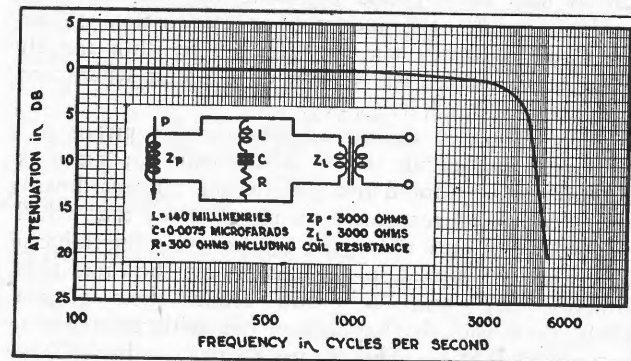 5
0
5
10
15
20
25
ATTENUATION in DB
P
Zp
L
C
R
ZL
L = 140 MILLIHENRIES Zp = 3000 OHMS
C = 0·0075 MICROFARADS ZL = 3000 OHMS
R = 300 OHMS INCLUDING COIL RESISTANCE
100 500 1000 3000 6000
FREQUENCY in CYCLES PER SECOND